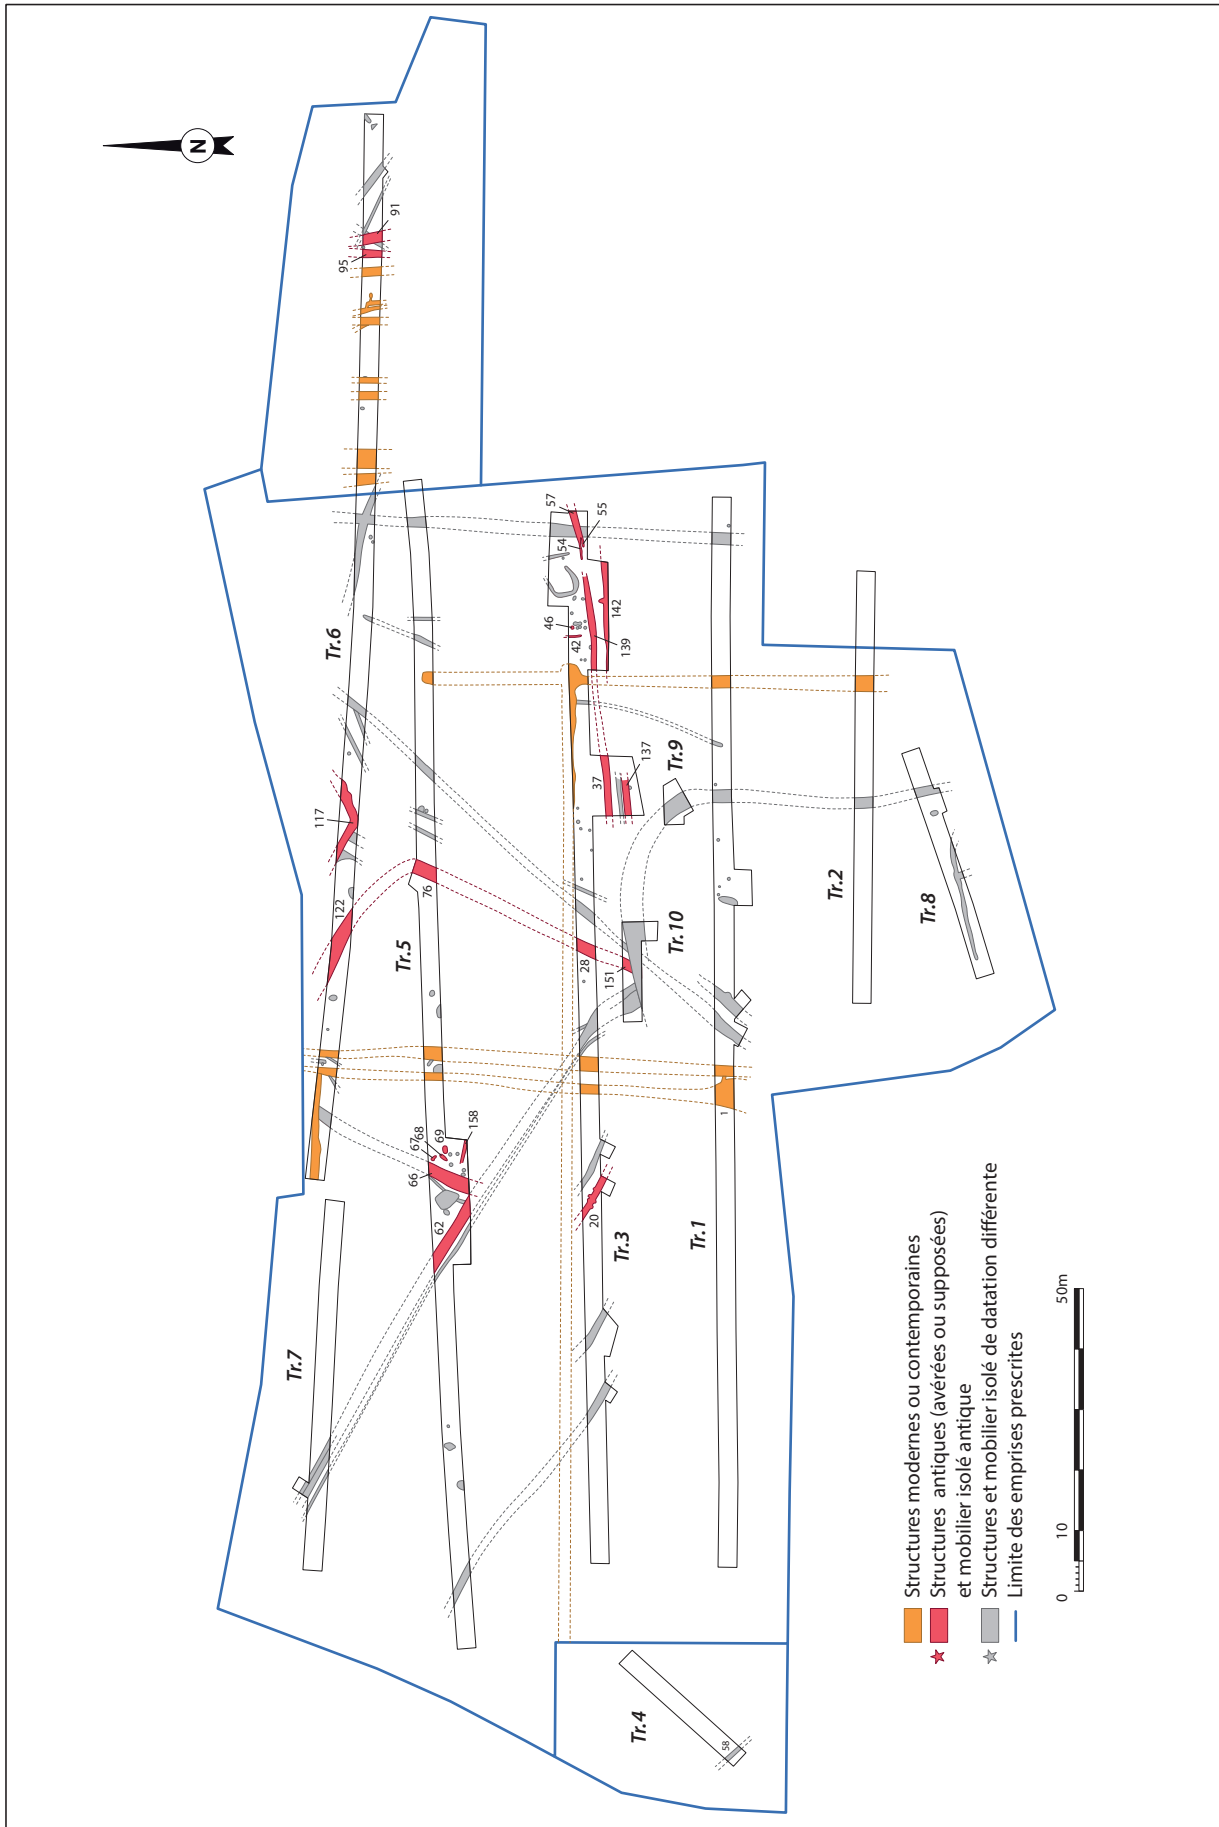 N
91
95
Tr.6
57
55
54
46
42
142
139
117
37
137
Tr.9
122
76
Tr.5
28
151
Tr.10
Tr.2
Tr.8
67
68
69
158
66
62
1
20
Tr.3
Tr.1
Tr.7
Tr.4
58
Structures modernes ou contemporaines
Structures antiques (avérées ou supposées)
et mobilier isolé antique
Structures et mobilier isolé de datation différente
Limite des emprises prescrites
0 10 50m